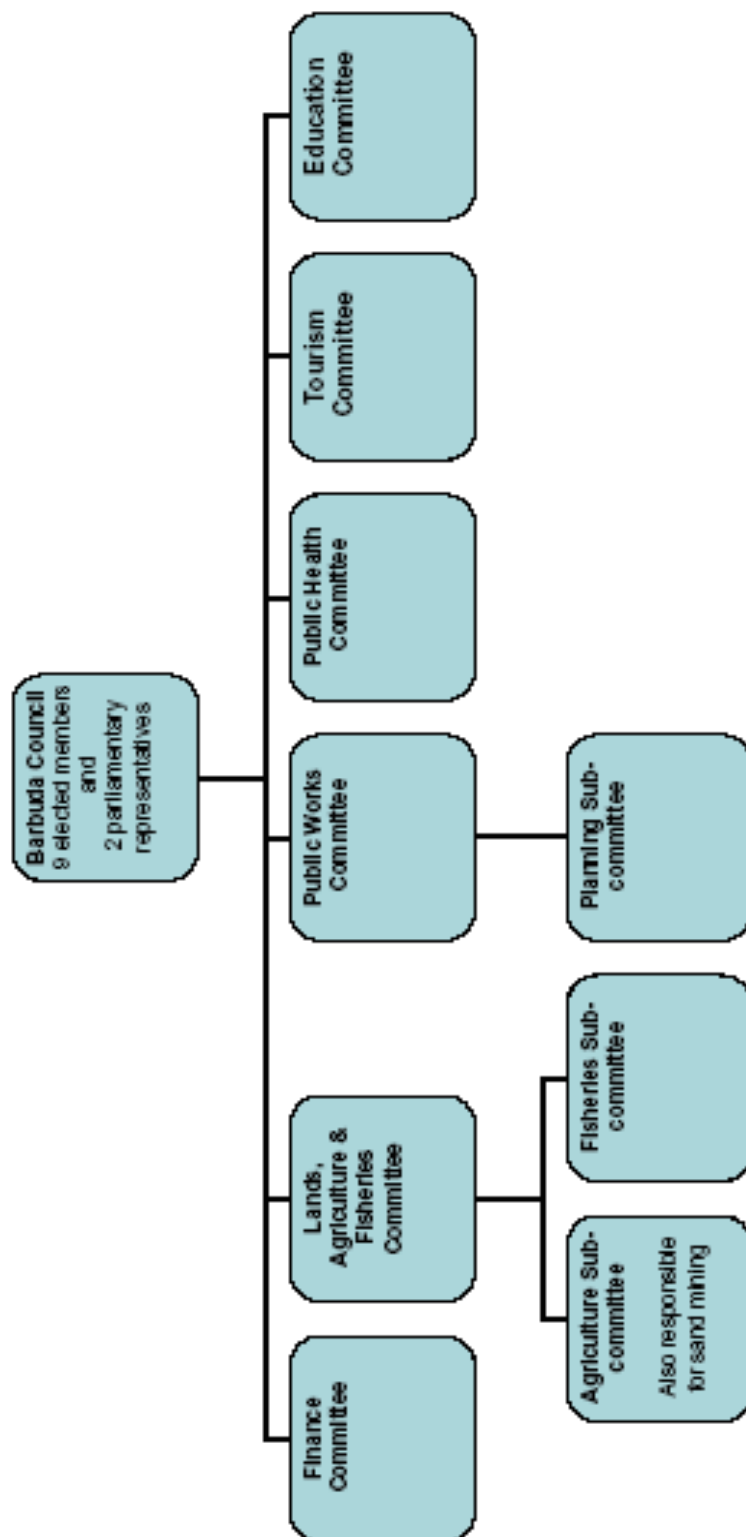 Barbuda Council
9 elected members
and
2 parliamentary
representatives
Finance
Committee
Lands,
Agriculture &
Fisheries
Committee
Public Works
Committee
Public Health
Committee
Tourism
Committee
Education
Committee
Agriculture Sub-
committee
Also responsible
for sand mining
Fisheries Sub-
committee
Planning Sub-
committee